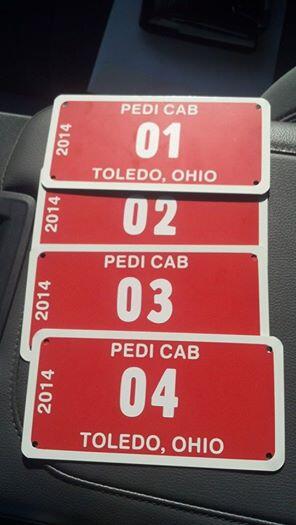 PEDI CAB
2014
01
TOLEDO, OHIO
2014
02
PEDI CAB
2014
03
PEDI CAB
2014
04
TOLEDO, OHIO